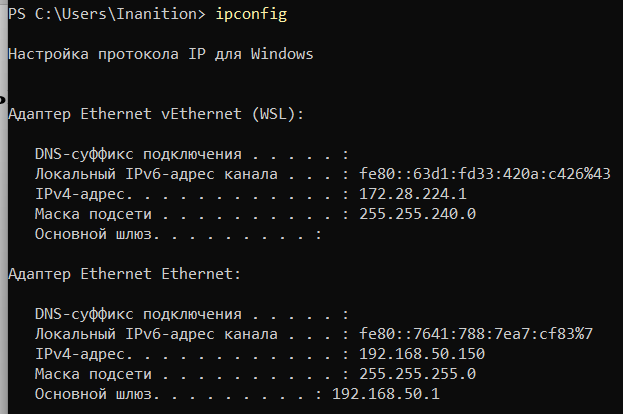 PS C:\Users\Inanition> ipconfig
Настройка протокола IP для Windows
Адаптер Ethernet vEthernet (WSL):
DNS-суффикс подключения . . . . . :
Локальный IPv6-адрес канала . . . : fe80::63d1:fd33:420a:c426%43
IPv4-адрес. . . . . . . . . . . . : 172.28.224.1
Маска подсети . . . . . . . . . . : 255.255.240.0
Основной шлюз. . . . . . . . . :
Адаптер Ethernet Ethernet:
DNS-суффикс подключения . . . . . :
Локальный IPv6-адрес канала . . . : fe80::7641:788:7ea7:cf83%7
IPv4-адрес. . . . . . . . . . . . : 192.168.50.150
Маска подсети . . . . . . . . . . : 255.255.255.0
Основной шлюз. . . . . . . . . : 192.168.50.1